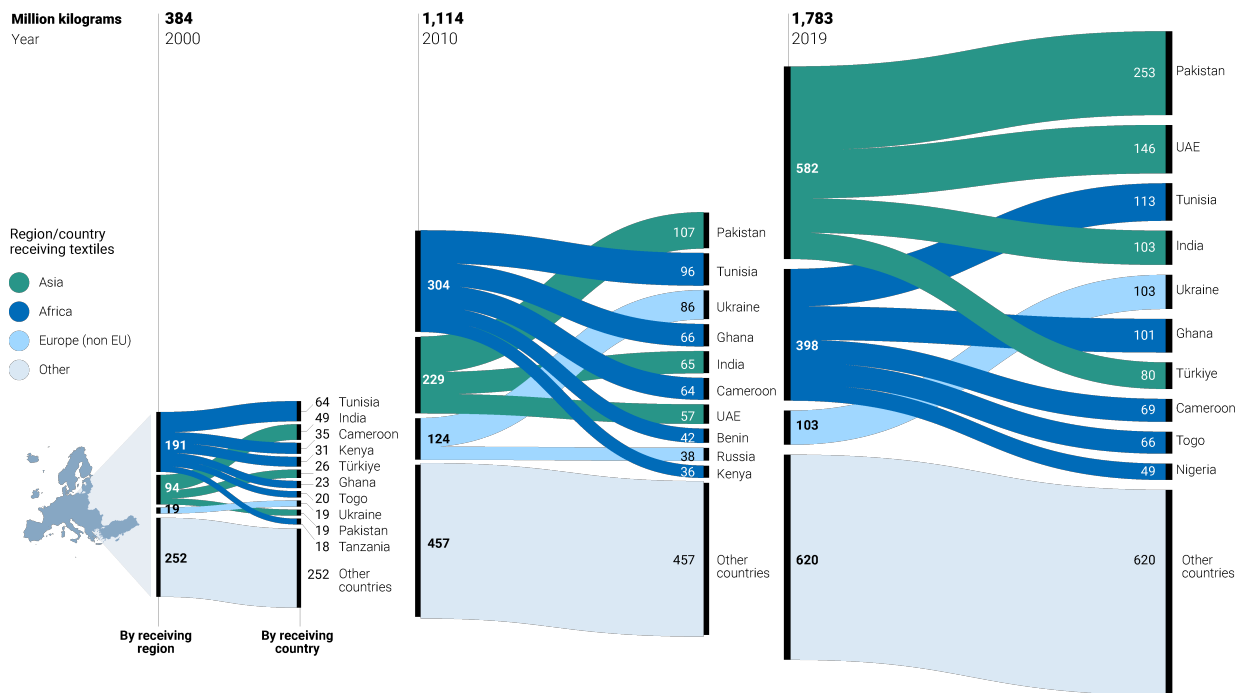 Million kilograms
Year
384
2000
1,114
2010
1,783
2019
Region/country
receiving textiles
Asia
Africa
Europe (non EU)
Other
191
94
19
252
64 Tunisia
49 India
35 Cameroon
31 Kenya
26 Türkiye
23 Ghana
20 Togo
19 Ukraine
19 Pakistan
18 Tanzania
252 Other
countries
By receiving
region
By receiving
country
304
229
124
457
107 Pakistan
96 Tunisia
86 Ukraine
66 Ghana
65 India
64 Cameroon
57 UAE
42 Benin
38 Russia
36 Kenya
457 Other
countries
582
398
103
620
253 Pakistan
146 UAE
113 Tunisia
103 India
103 Ukraine
101 Ghana
80 Türkiye
69 Cameroon
66 Togo
49 Nigeria
620 Other
countries